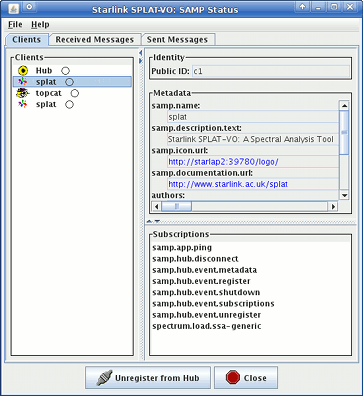 Starlink SPLAT-VO: SAMP Status
File Help
Clients Received Messages Sent Messages
Clients
Hub
splat
topcat
splat
Identity
Public ID: c1
Metadata
samp.name:
splat
samp.description.text:
Starlink SPLAT-VO: A Spectral Analysis Tool
samp.icon.url:
http://starlap2:39780/logo/
samp.documentation.url:
http://www.starlink.ac.uk/splat
authors:
Subscriptions
samp.app.ping
samp.hub.disconnect
samp.hub.event.metadata
samp.hub.event.register
samp.hub.event.shutdown
samp.hub.event.subscriptions
samp.hub.event.unregister
spectrum.load.ssa-generic
Unregister from Hub Close